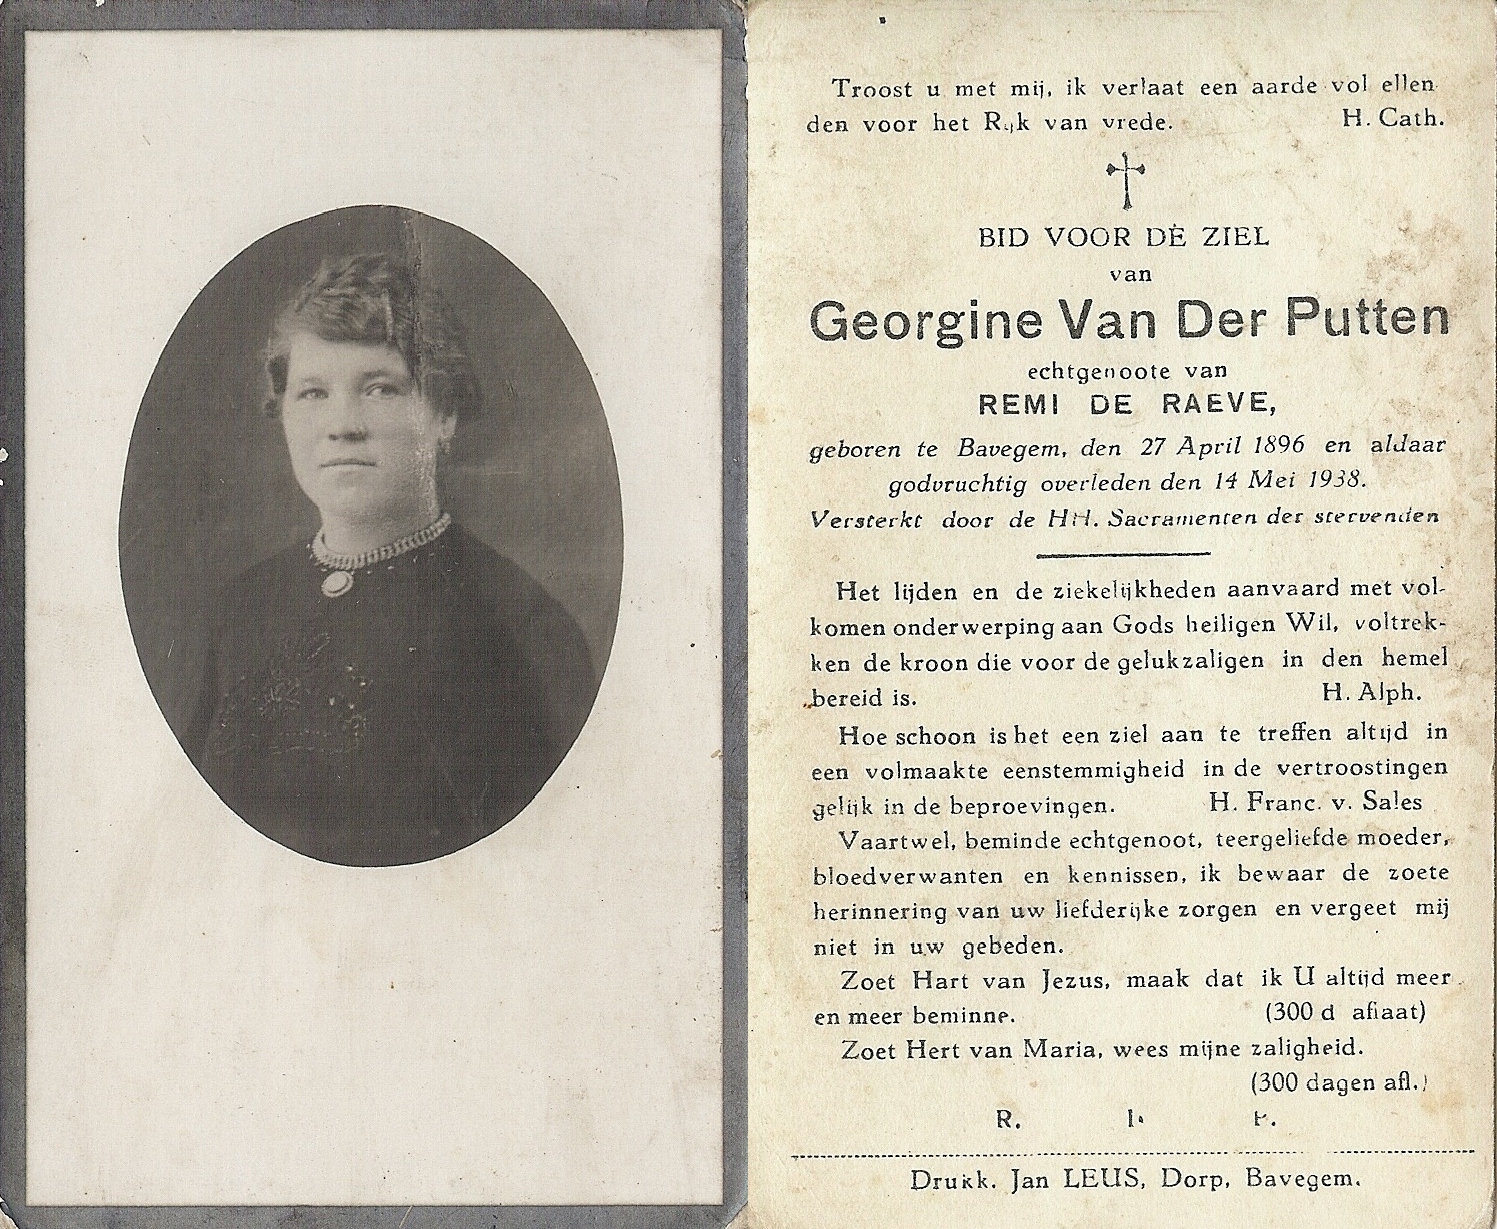 Troost u met mij, ik verlaat een aarde vol ellen
den voor het Rijk van vrede. H. Cath.
BID VOOR DE ZIEL
van
Georgine Van Der Putten
echtgenoote van
REMI DE RAEVE,
geboren te Bavegem, den 27 April 1896 en aldaar
godvruchtig overleden den 14 Mei 1938.
Versterkt door de HH. Sacramenten der stervenden
Het lijden en de ziekelijkheden aanvaard met vol-
komen onderwerping aan Gods heiligen Wil, voltrek-
ken de kroon die voor de gelukzaligen in den hemel
bereid is. H. Alph.
Hoe schoon is het een ziel aan te treffen altijd in
een volmaakte eenstemmigheid in de vertroostingen
gelijk in de beproevingen. H. Franc. v. Sales
Vaartwel, beminde echtgenoot, teergeliefde moeder,
bloedverwanten en kennissen, ik bewaar de zoete
herinnering van uw liefderijke zorgen en vergeet mij
niet in uw gebeden.
Zoet Hart van Jezus, maak dat ik U altijd meer
en meer beminne. (300 d aflaat)
Zoet Hert van Maria, wees mijne zaligheid.
(300 dagen afl.)
R. I. P.
Drukk. Jan LEUS, Dorp, Bavegem.